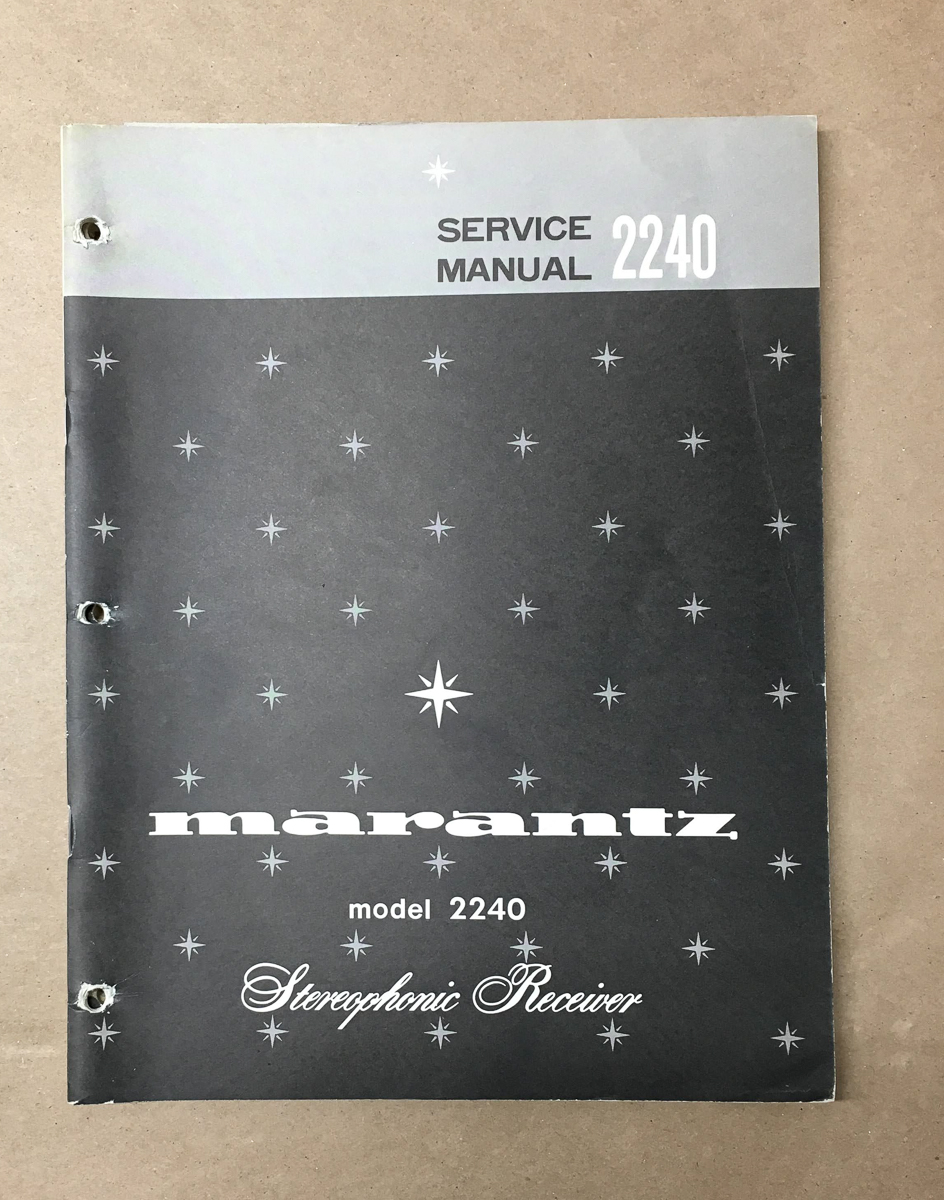 SERVICE 2240
MANUAL
marantz
model 2240
Stereophonic Receiver